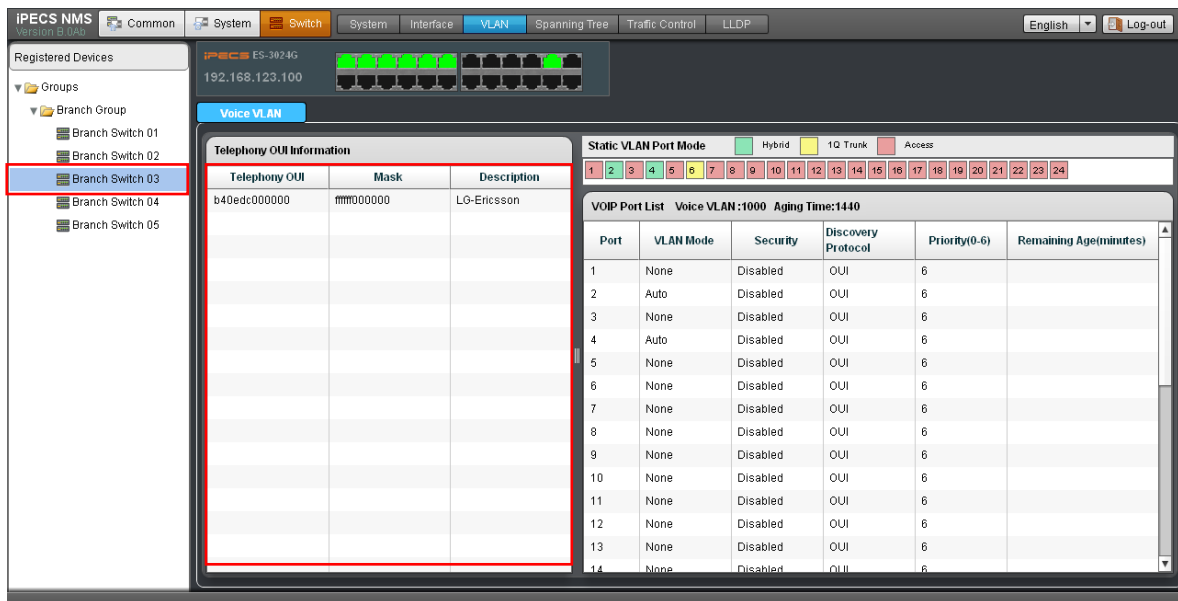 iPECS NMS
Version B.0Ab
Common
System
Switch
System Interface VLAN Spanning Tree Traffic Control LLDP
English
Log-out
Registered Devices
Groups
Branch Group
Branch Switch 01
Branch Switch 02
Branch Switch 03
Branch Switch 04
Branch Switch 05
iPECS ES-3024G
192.168.123.100
Voice VLAN
Telephony OUI Information
Telephony OUI Mask Description
b40edc000000 ffffff000000 LG-Ericsson
Static VLAN Port Mode Hybrid 1Q Trunk Access
1 2 3 4 5 6 7 8 9 10 11 12 13 14 15 16 17 18 19 20 21 22 23 24
VOIP Port List Voice VLAN :1000 Aging Time:1440
Port VLAN Mode Security Discovery Protocol Priority(0-6) Remaining Age(minutes)
1 None Disabled OUI 6
2 Auto Disabled OUI 6
3 None Disabled OUI 6
4 Auto Disabled OUI 6
5 None Disabled OUI 6
6 None Disabled OUI 6
7 None Disabled OUI 6
8 None Disabled OUI 6
9 None Disabled OUI 6
10 None Disabled OUI 6
11 None Disabled OUI 6
12 None Disabled OUI 6
13 None Disabled OUI 6
14 None Disabled OUI 6